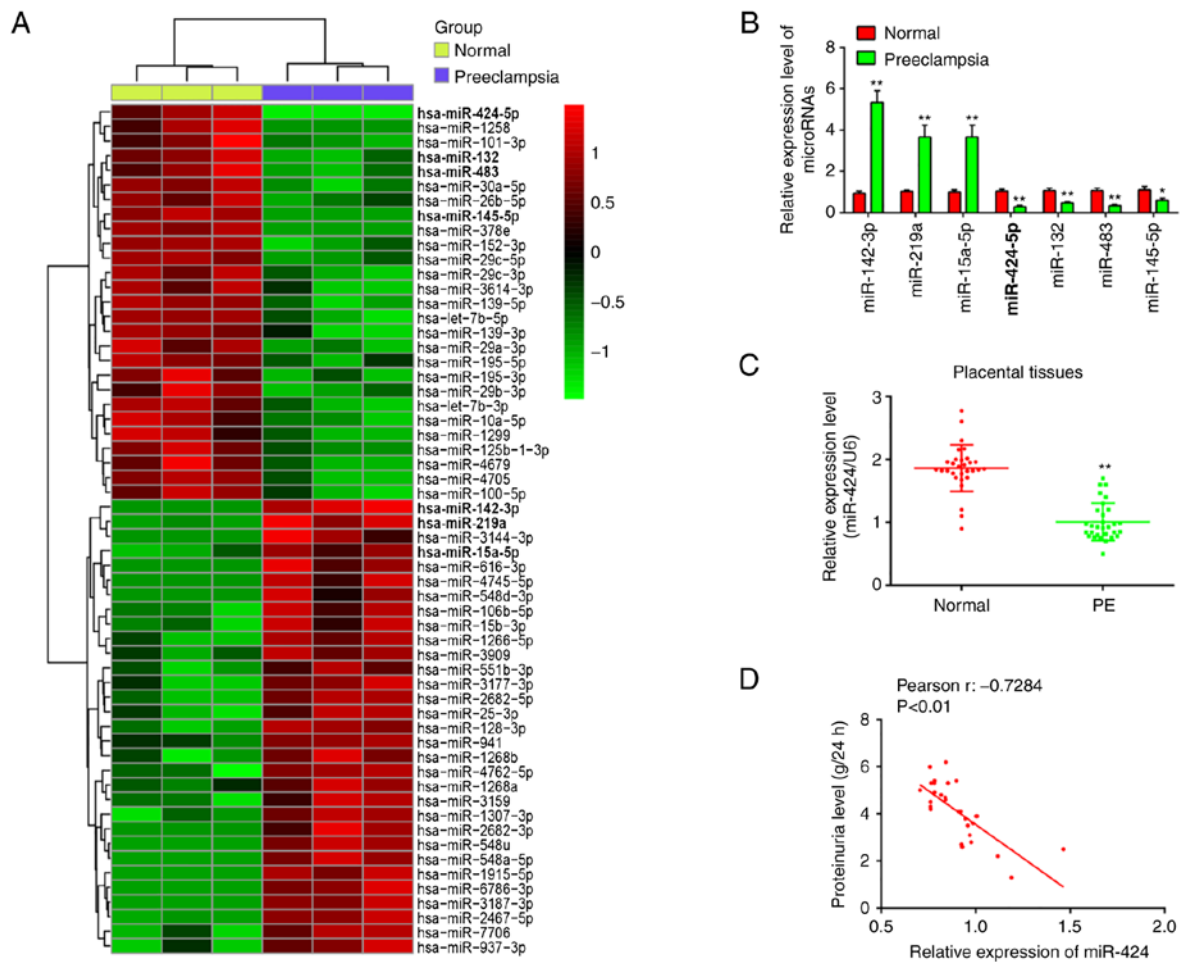 A
Group
Normal
Preeclampsia
hsa-miR-424-5p
hsa-miR-1258
hsa-miR-101-3p
hsa-miR-132
hsa-miR-483
hsa-miR-30a-5p
hsa-miR-26b-5p
hsa-miR-145-5p
hsa-miR-378e
hsa-miR-152-3p
hsa-miR-29c-5p
hsa-miR-29c-3p
hsa-miR-3614-3p
hsa-miR-139-5p
hsa-let-7b-5p
hsa-miR-139-3p
hsa-miR-29a-3p
hsa-miR-195-5p
hsa-miR-195-3p
hsa-miR-29b-3p
hsa-let-7b-3p
hsa-miR-10a-5p
hsa-miR-1299
hsa-miR-125b-1-3p
hsa-miR-4679
hsa-miR-4705
hsa-miR-100-5p
hsa-miR-142-3p
hsa-miR-219a
hsa-miR-3144-3p
hsa-miR-15a-5p
hsa-miR-616-3p
hsa-miR-4745-5p
hsa-miR-548d-3p
hsa-miR-106b-5p
hsa-miR-15b-3p
hsa-miR-1266-5p
hsa-miR-3909
hsa-miR-551b-3p
hsa-miR-3177-3p
hsa-miR-2682-5p
hsa-miR-25-3p
hsa-miR-128-3p
hsa-miR-941
hsa-miR-1268b
hsa-miR-4762-5p
hsa-miR-1268a
hsa-miR-3159
hsa-miR-1307-3p
hsa-miR-2682-3p
hsa-miR-548u
hsa-miR-548a-5p
hsa-miR-1915-5p
hsa-miR-6786-3p
hsa-miR-3187-3p
hsa-miR-2467-5p
hsa-miR-7706
hsa-miR-937-3p
1
0.5
0
−0.5
−1
B
Normal
Preeclampsia
Relative expression level of
microRNAs
8
6
4
2
0
**
**
**
**
**
**
*
miR-142-3p
miR-219a
miR-15a-5p
miR-424-5p
miR-132
miR-483
miR-145-5p
C
Placental tissues
Relative expression level
(miR-424/U6)
3
2
1
0
**
Normal
PE
D
Pearson r: −0.7284
P<0.01
Proteinuria level (g/24 h)
8
6
4
2
0
0.5
1.0
1.5
2.0
Relative expression of miR-424